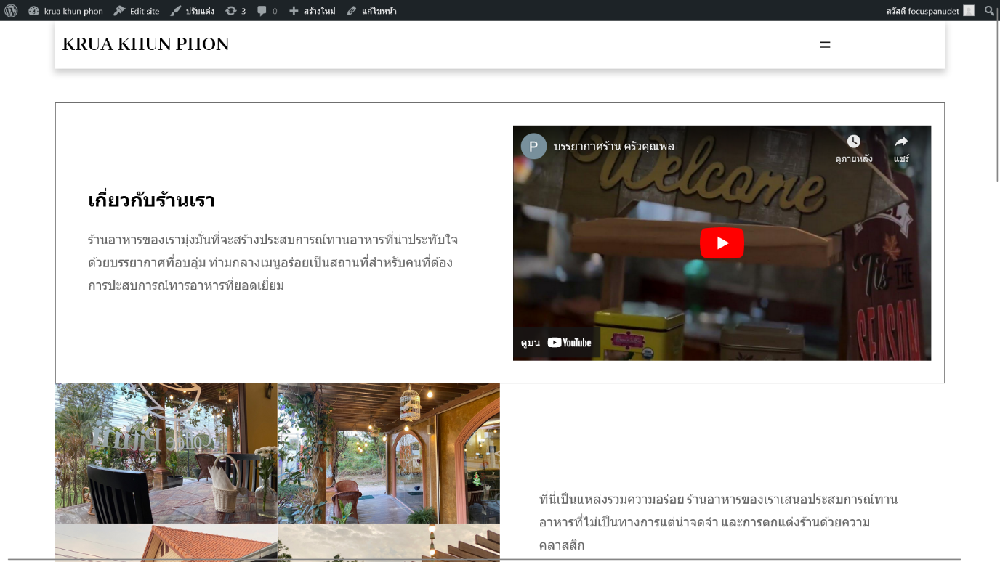 krua khun phon Edit site ปรับแต่ง 3 0 สร้างใหม่ แก้ไขหน้า สวัสดี focuspanudet
KRUA KHUN PHON
P บรรยากาศร้าน ครัวคุณพล
ดูภายหลัง แชร์
Welcome
เกี่ยวกับร้านเรา
ร้านอาหารของเรามุ่งมั่นที่จะสร้างประสบการณ์ทานอาหารที่น่าประทับใจ
ด้วยบรรยากาศที่อบอุ่ม ท่ามกลางเมนูอร่อยเป็นสถานที่สำหรับคนที่ต้อง
การปะสบการณ์ทารอาหารที่ยอดเยี่ยม
'Tis THE
SEASON
ดูบน YouTube
ที่นี่เป็นแหล่งรวมความอร่อย ร้านอาหารของเราเสนอประสบการณ์ทาน
อาหารที่ไม่เป็นทางการแต่น่าจดจำ และการตกแต่งร้านด้วยความ
คลาสสิก